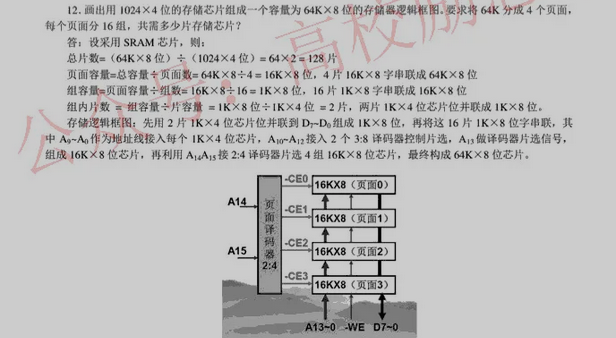 12. 画出用 1024×4 位的存储芯片组成一个容量为 64K×8 位的存储器逻辑框图。要求将 64K 分成 4 个页面，
每个页面分 16 组，共需多少片存储芯片？
答：设采用 SRAM 芯片，则：
总片数=（64K×8 位）÷（1024×4 位）= 64×2 = 128 片
页面容量=总容量÷页面数= 64K×8÷4 = 16K×8 位，4 片 16K×8 字串联成 64K×8 位
组容量=页面容量÷组数= 16K×8÷16 = 1K×8 位，16 片 1K×8 字串联成 16K×8 位
组内片数 = 组容量÷片容量 = 1K×8 位÷1K×4 位 = 2 片，两片 1K×4 位芯片位并联成 1K×8 位。
存储逻辑框图：先用 2 片 1K×4 位芯片位并联到 D7~D0 组成 1K×8 位，再将这 16 片 1K×8 位字串联，其
中 A9~A0 作为地址线接入每个 1K×4 位芯片，A10~A12 接入 2 个 3:8 译码器控制片选，A13 做译码器片选信号，
组成 16K×8 位芯片，再利用 A14A15 接 2:4 译码器片选 4 组 16K×8 位芯片，最终构成 64K×8 位芯片。
公众号：高校
A14
A15
页面译码器 2:4
-CE0
16KX8（页面0）
-CE1
16KX8（页面1）
-CE2
16KX8（页面2）
-CE3
16KX8（页面3）
A13~0 -WE D7~0